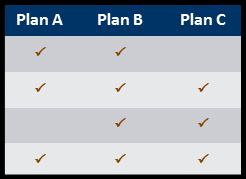 Plan A Plan B Plan C
✓ ✓
✓ ✓ ✓
✓ ✓
✓ ✓ ✓